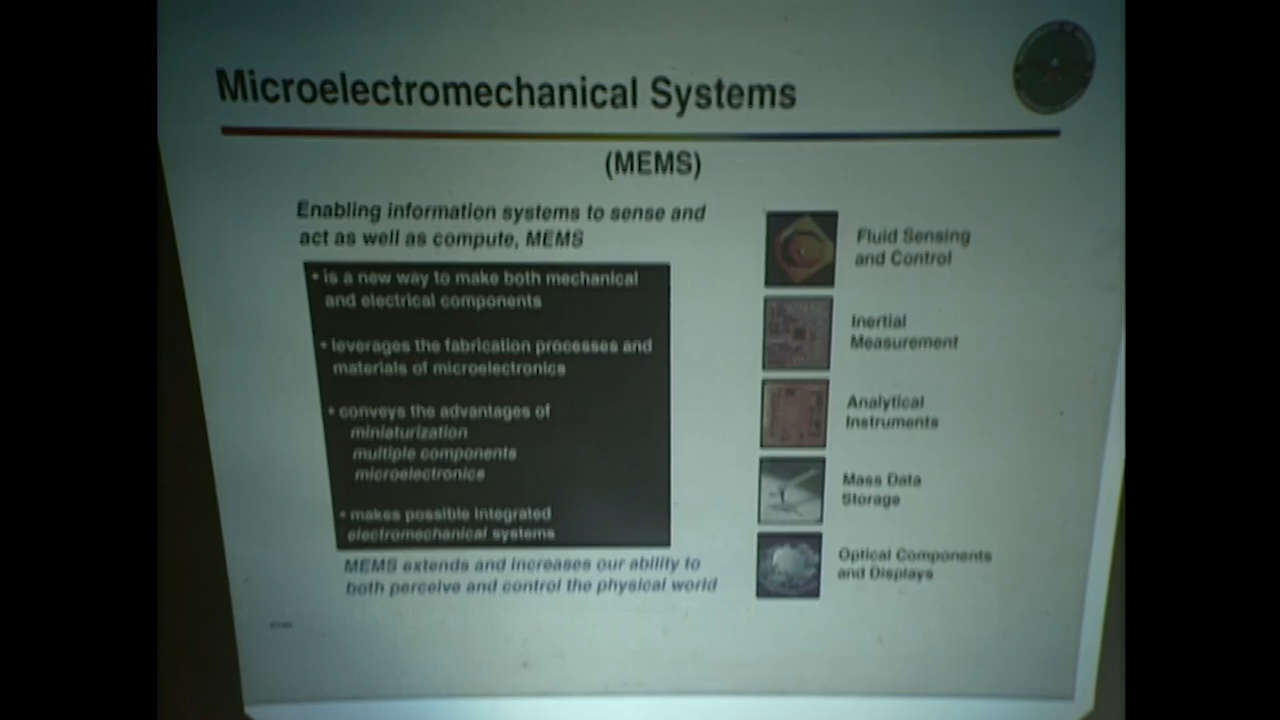 Microelectromechanical Systems
(MEMS)
Enabling information systems to sense and
act as well as compute, MEMS
• is a new way to make both mechanical
and electrical components
• leverages the fabrication processes and
materials of microelectronics
• conveys the advantages of
miniaturization
multiple components
microelectronics
• makes possible integrated
electromechanical systems
MEMS extends and increases our ability to
both perceive and control the physical world
Fluid Sensing
and Control
Inertial
Measurement
Analytical
Instruments
Mass Data
Storage
Optical Components
and Displays